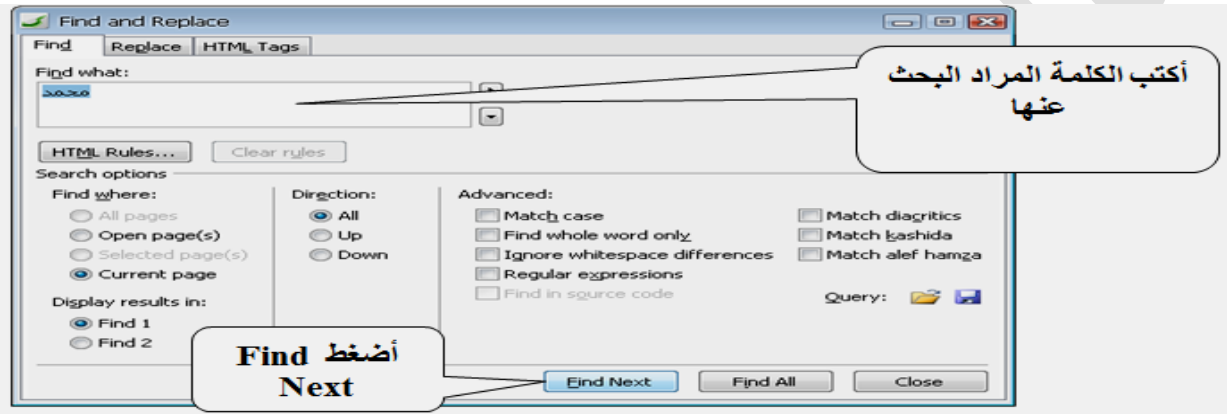 Find and Replace
Find Replace HTML Tags
Find what:
محمد
أكتب الكلمة المراد البحث
عنها
HTML Rules... Clear rules
Search options
Find where: Direction: Advanced:
All pages All Match case Match diacritics
Open page(s) Up Find whole word only Match kashida
Selected page(s) Down Ignore whitespace differences Match alef hamza
Current page Regular expressions
Find in source code Query:
Display results in:
Find 1
Find 2
أضغط Find
Next
Find Next Find All Close